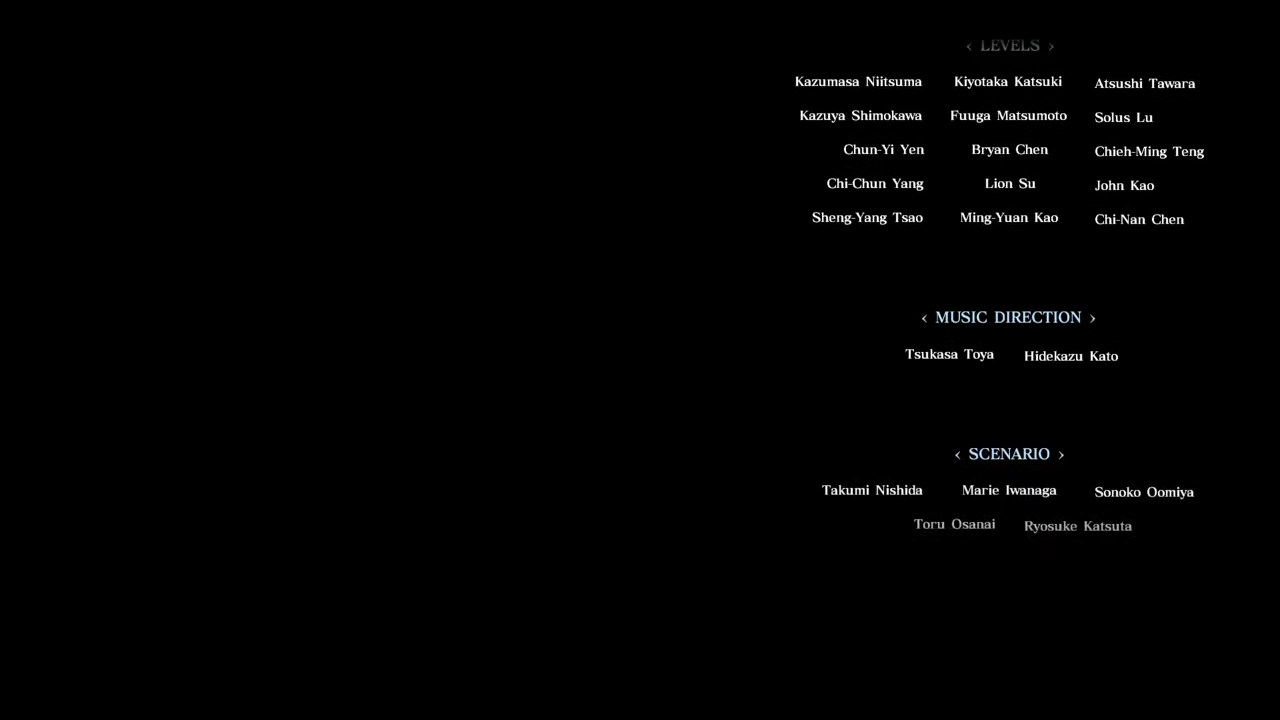 ‹ LEVELS ›
Kazumasa Niitsuma Kiyotaka Katsuki Atsushi Tawara
Kazuya Shimokawa Fuuga Matsumoto Solus Lu
Chun-Yi Yen Bryan Chen Chieh-Ming Teng
Chi-Chun Yang Lion Su John Kao
Sheng-Yang Tsao Ming-Yuan Kao Chi-Nan Chen
‹ MUSIC DIRECTION ›
Tsukasa Toya Hidekazu Kato
‹ SCENARIO ›
Takumi Nishida Marie Iwanaga Sonoko Oomiya
Toru Osanai Ryosuke Katsuta